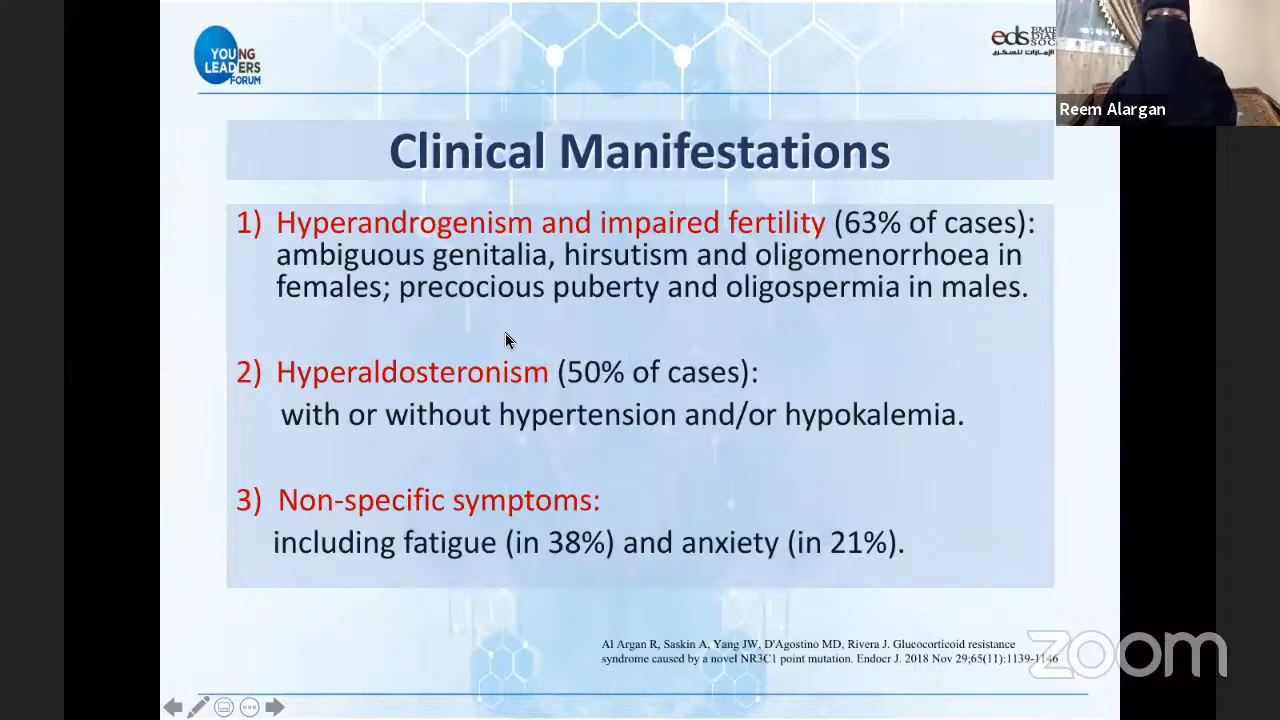 YOUNG
LEADERS
FORUM
eds
الإمارات للسكري
Reem Alargan
Clinical Manifestations
1) Hyperandrogenism and impaired fertility (63% of cases):
ambiguous genitalia, hirsutism and oligomenorrhoea in
females; precocious puberty and oligospermia in males.
2) Hyperaldosteronism (50% of cases):
with or without hypertension and/or hypokalemia.
3) Non-specific symptoms:
including fatigue (in 38%) and anxiety (in 21%).
Al Argan R, Saskin A, Yang JW, D'Agostino MD, Rivera J. Glucocorticoid resistance
syndrome caused by a novel NR3C1 point mutation. Endocr J. 2018 Nov 29;65(11):1139-1146
zoom